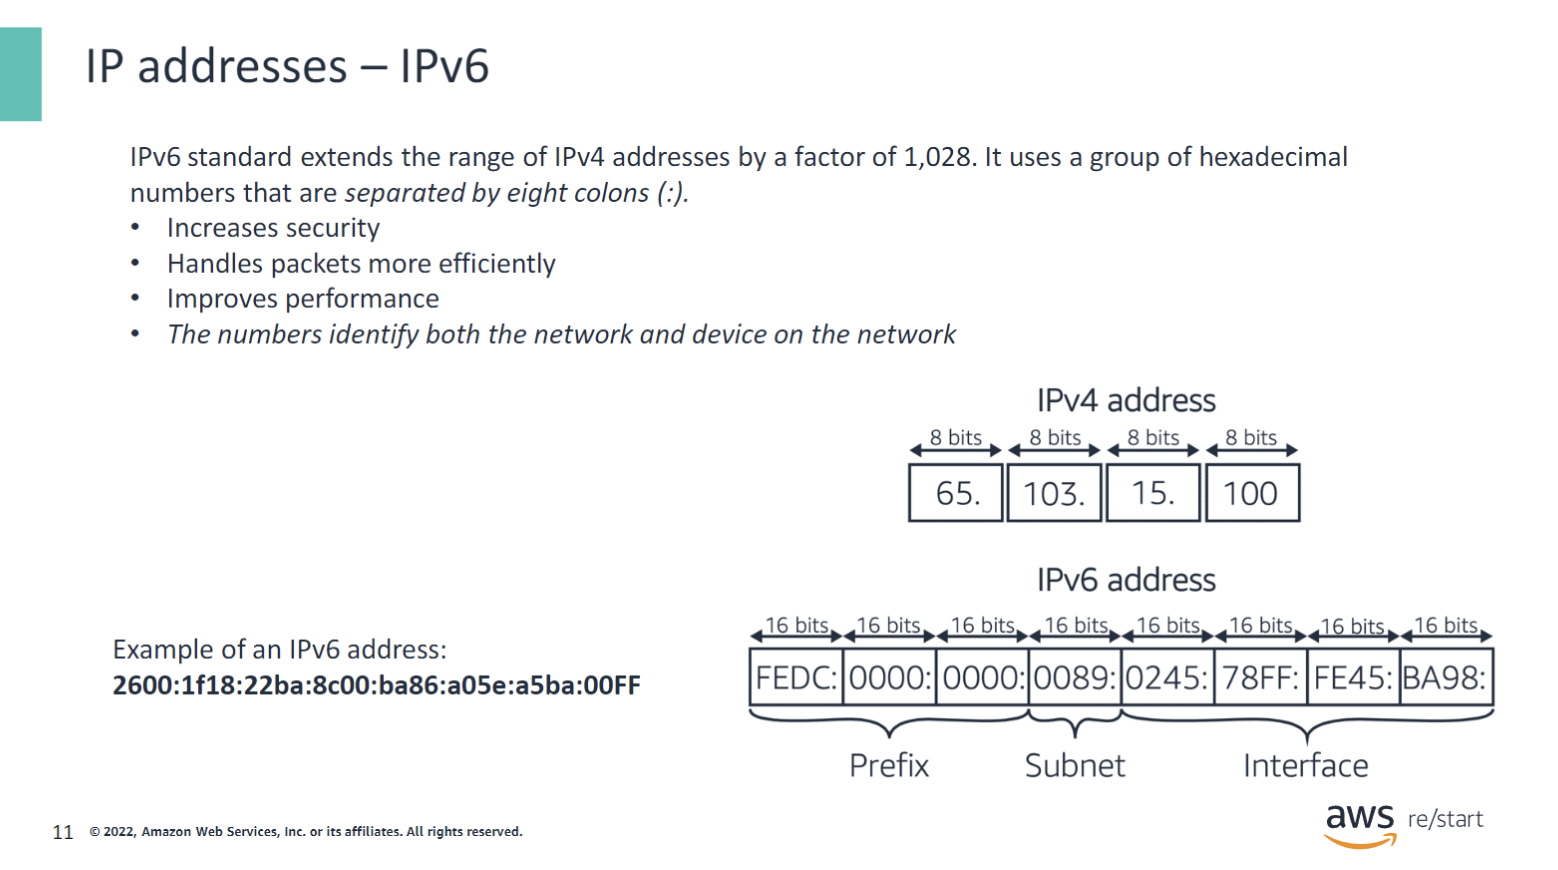 IP addresses – IPv6
IPv6 standard extends the range of IPv4 addresses by a factor of 1,028. It uses a group of hexadecimal
numbers that are separated by eight colons (:).
• Increases security
• Handles packets more efficiently
• Improves performance
• The numbers identify both the network and device on the network
IPv4 address
8 bits 8 bits 8 bits 8 bits
65. 103. 15. 100
IPv6 address
16 bits 16 bits 16 bits 16 bits 16 bits 16 bits 16 bits 16 bits
FEDC: 0000: 0000: 0089: 0245: 78FF: FE45: BA98:
Prefix Subnet Interface
Example of an IPv6 address:
2600:1f18:22ba:8c00:ba86:a05e:a5ba:00FF
11 © 2022, Amazon Web Services, Inc. or its affiliates. All rights reserved.
aws re/start